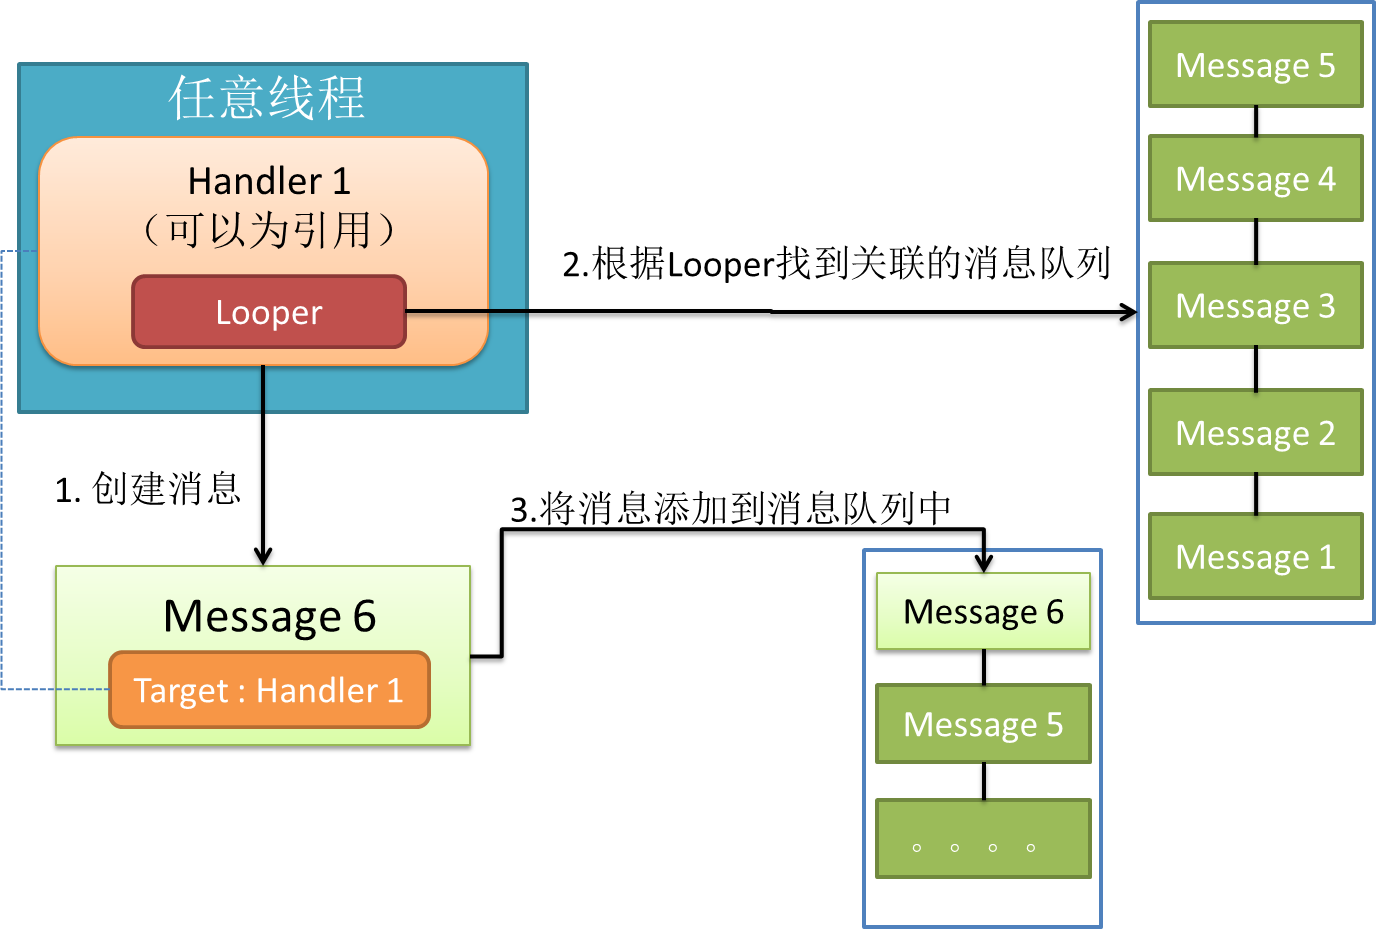 任意线程
Handler 1
（可以为引用）
Looper
2.根据Looper找到关联的消息队列
Message 5
Message 4
Message 3
Message 2
Message 1
1. 创建消息
Message 6
Target : Handler 1
3.将消息添加到消息队列中
Message 6
Message 5
。。。。